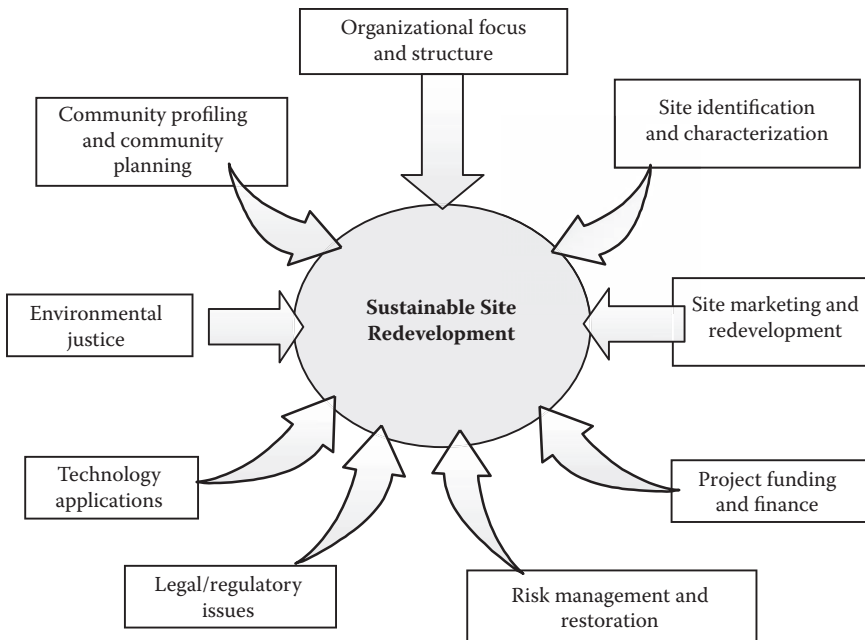 Organizational focus
and structure
Community profiling
and community
planning
Site identification
and characterization
Environmental
justice
Sustainable Site
Redevelopment
Site marketing and
redevelopment
Technology
applications
Project funding
and finance
Legal/regulatory
issues
Risk management and
restoration